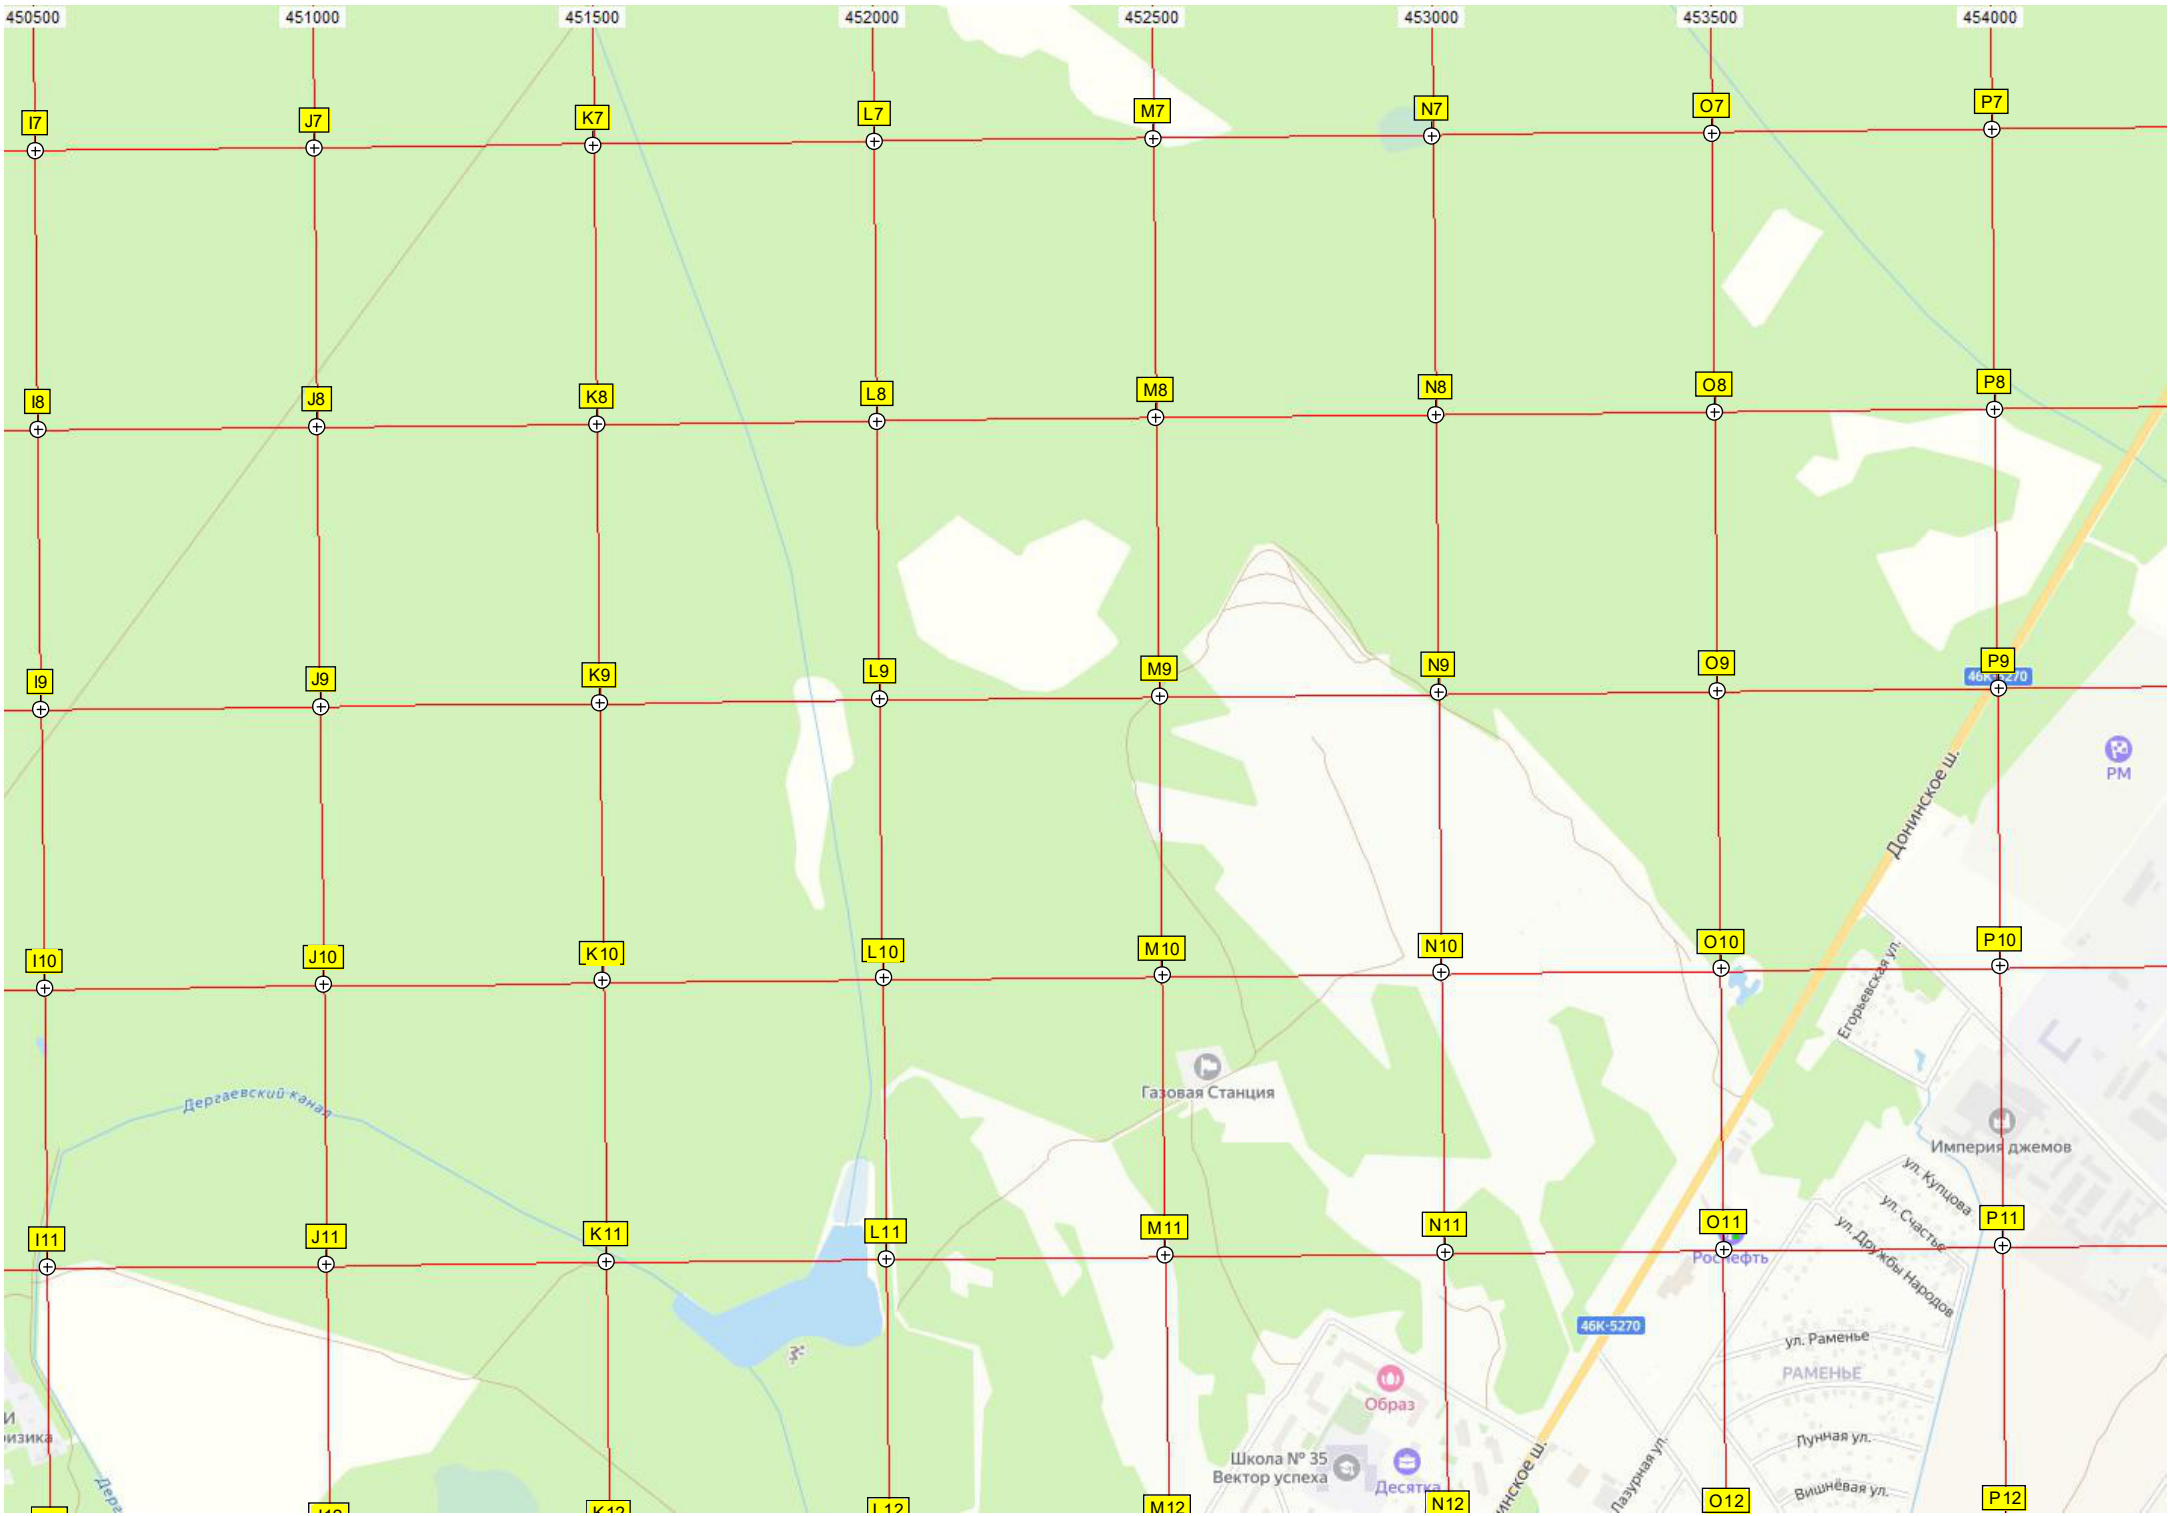 450500 451000 451500 452000 452500 453000 453500 454000
I7 J7 K7 L7 M7 N7 O7 P7
I8 J8 K8 L8 M8 N8 O8 P8
I9 J9 K9 L9 M9 N9 O9 P9
РМ
Донинское ш.
I10 J10 K10 L10 M10 N10 O10 P10
Егорьевская ул.
Газовая Станция
Дергаевский Канал
Империя джемов
ул. Купцова
ул. Счастье
ул. Дружбы Народов
I11 J11 K11 L11 M11 N11 O11 P11
Роснефть
46К-5270
ул. Раменье
РАМЕНЬЕ
Образ
Лунная ул.
Школа № 35
Вектор успеха
Десятка
Лазурная ул.
Вишнёвая ул.
L12 M12 N12 O12 P12